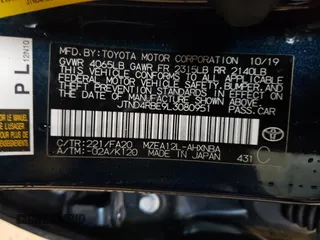 MFD. BY: TOYOTA MOTOR CORPORATION 10/19
GVWR 4065LB GAWR FR 2315LB RR 2140LB
THIS VEHICLE CONFORMS TO ALL APPLICABLE
FEDERAL MOTOR VEHICLE SAFETY, BUMPER,
AND THEFT PREVENTION STANDARDS IN
EFFECT ON THE DATE OF MANUFACTURE
SHOWN ABOVE.
PASS.CAR
C/TR: 221/FA20 MZEA12L-AHXNBA
A/TM: -02A/K120 MADE IN JAPAN 431
C
TOYOTA
PL
12N10